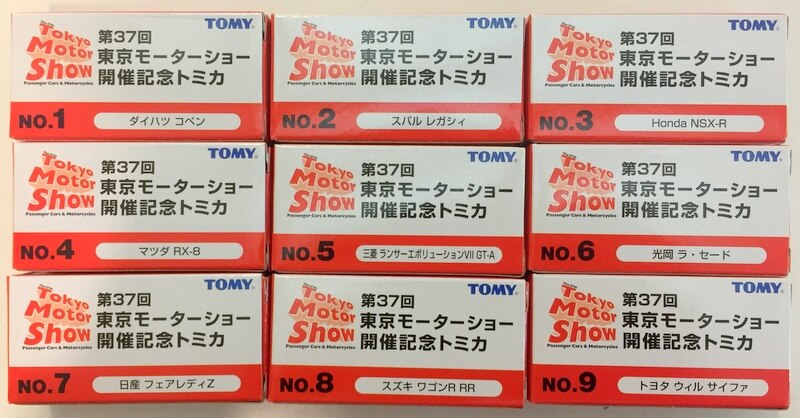 TOMY
Tokyo
Motor
Show
Passenger Cars & Motorcycles
第37回
東京モーターショー
開催記念トミカ
NO.1
ダイハツ コペン
TOMY
Tokyo
Motor
Show
Passenger Cars & Motorcycles
第37回
東京モーターショー
開催記念トミカ
NO.2
スバル レガシィ
TOMY
Tokyo
Motor
Show
Passenger Cars & Motorcycles
第37回
東京モーターショー
開催記念トミカ
NO.3
Honda NSX-R
TOMY
Tokyo
Motor
Show
Passenger Cars & Motorcycles
第37回
東京モーターショー
開催記念トミカ
NO.4
マツダ RX-8
TOMY
Tokyo
Motor
Show
Passenger Cars & Motorcycles
第37回
東京モーターショー
開催記念トミカ
NO.5
三菱 ランサーエボリューションVII GT-A
TOMY
Tokyo
Motor
Show
Passenger Cars & Motorcycles
第37回
東京モーターショー
開催記念トミカ
NO.6
光岡 ラ・セード
TOMY
Tokyo
Motor
Show
Passenger Cars & Motorcycles
第37回
東京モーターショー
開催記念トミカ
NO.7
日産 フェアレディZ
TOMY
Tokyo
Motor
Show
Passenger Cars & Motorcycles
第37回
東京モーターショー
開催記念トミカ
NO.8
スズキ ワゴンR RR
TOMY
Tokyo
Motor
Show
Passenger Cars & Motorcycles
第37回
東京モーターショー
開催記念トミカ
NO.9
トヨタ ウィル サイファ